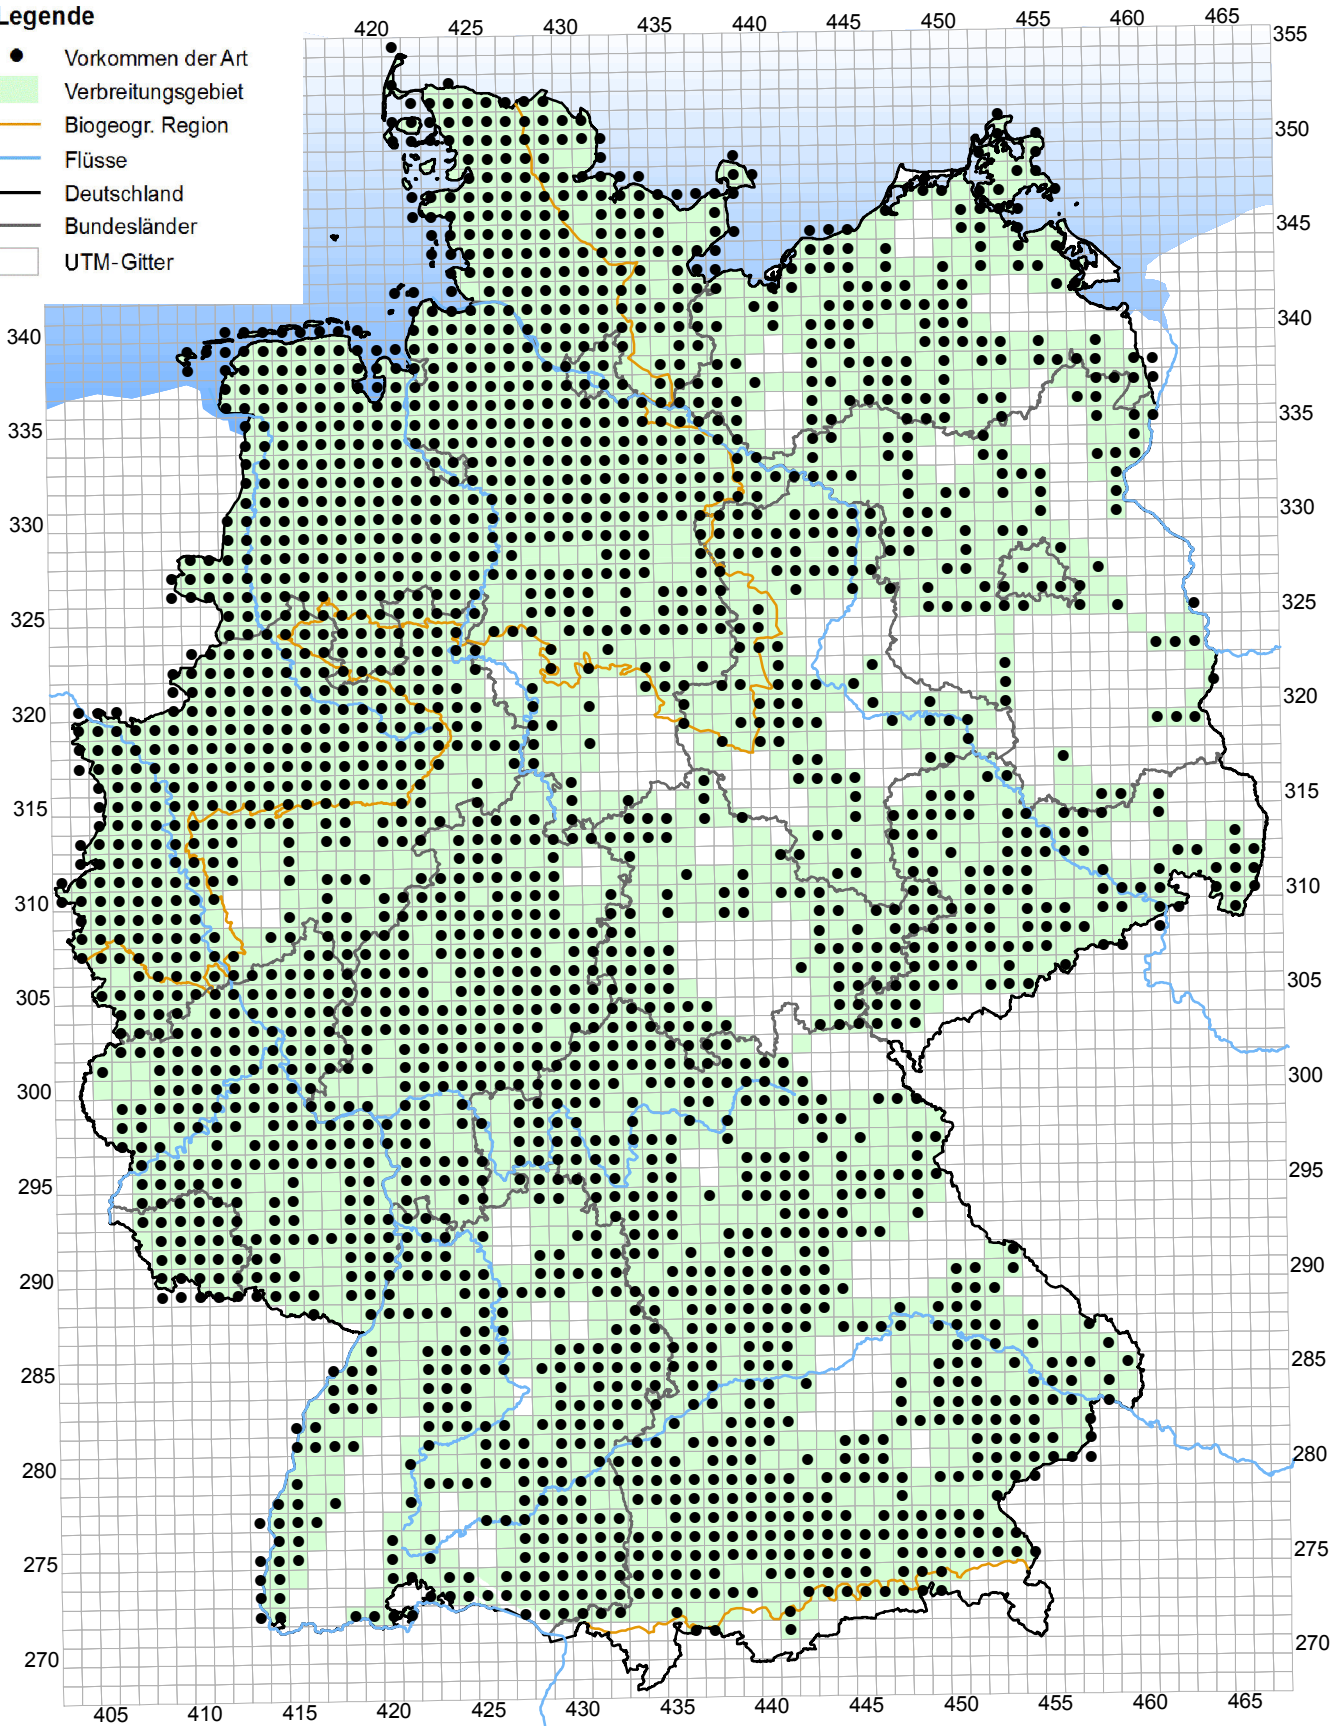 Legende
Vorkommen der Art
Verbreitungsgebiet
Biogeogr. Region
Flüsse
Deutschland
Bundesländer
UTM-Gitter
420 425 430 435 440 445 450 455 460 465
355
350
345
340 340
335 335
330 330
325 325
320 320
315 315
310 310
305 305
300 300
295 295
290 290
285 285
280 280
275 275
270 270
405 410 415 420 425 430 435 440 445 450 455 460 465